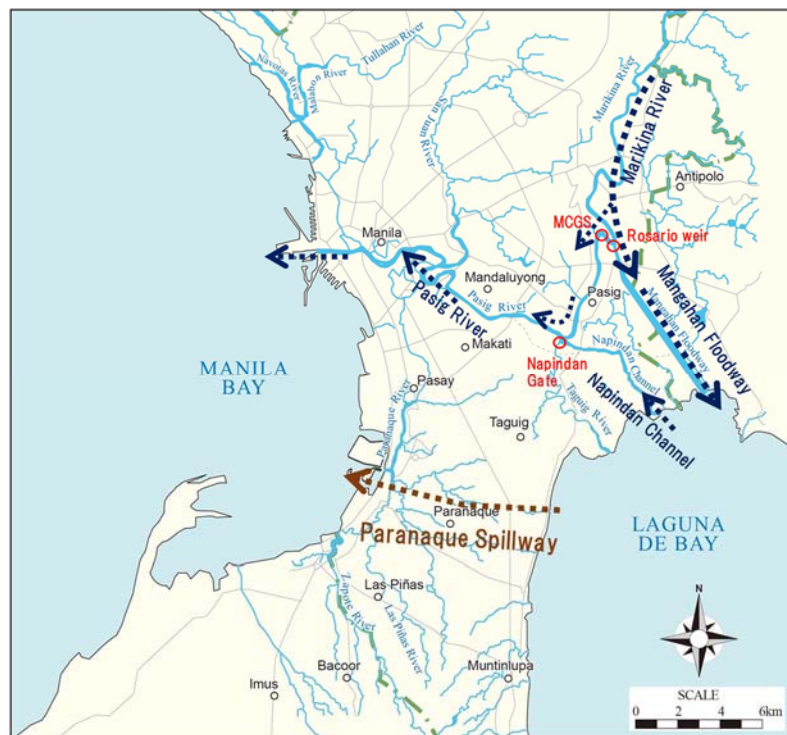 Tullahan River
Navotas River
Malabon River
San Juan River
Marikina River
Marikina River
Antipolo
MCGS
Rosario weir
Manila
Mandaluyong
Pasig
Mangahan Floodway
Mangahan Floodway
Pasig River
Pasig River
Makati
Napindan Channel
Napindan
Gate
MANILA
BAY
Pasay
Paranaque River
Taguig River
Taguig
Napindan Channel
Paranaque
Paranaque Spillway
LAGUNA
DE BAY
Zapote River
Las Piñas
Las Piñas River
N
Imus
Bacoor
Muntinlupa
SCALE
0 2 4 6km